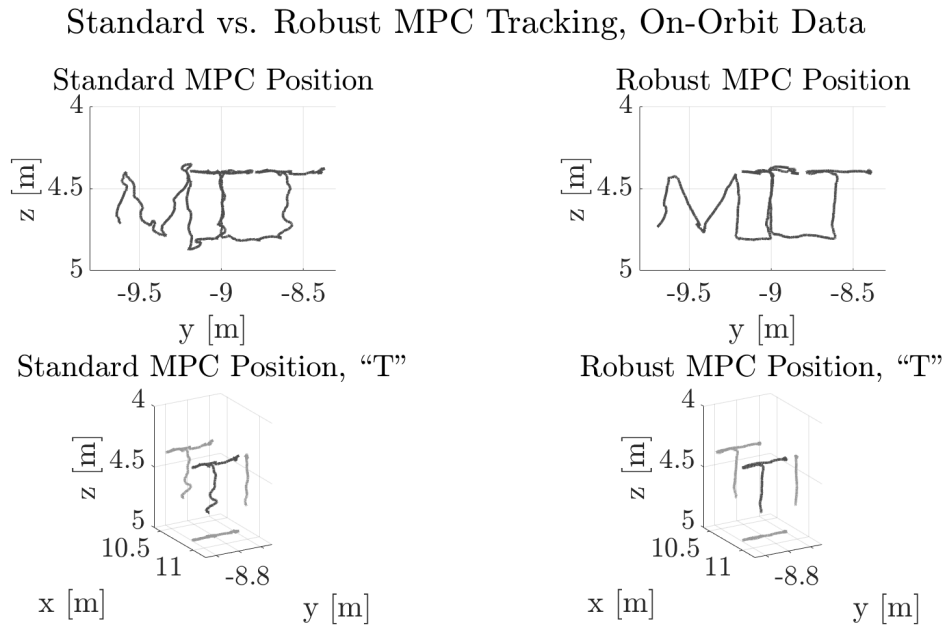 Standard vs. Robust MPC Tracking, On-Orbit Data
Standard MPC Position
Robust MPC Position
4
4.5
5
z [m]
-9.5 -9 -8.5
y [m]
4
4.5
5
z [m]
-9.5 -9 -8.5
y [m]
Standard MPC Position, “T”
Robust MPC Position, “T”
4
4.5
5
z [m]
10.5
11
-8.8
x [m]
y [m]
4
4.5
5
z [m]
10.5
11
-8.8
x [m]
y [m]